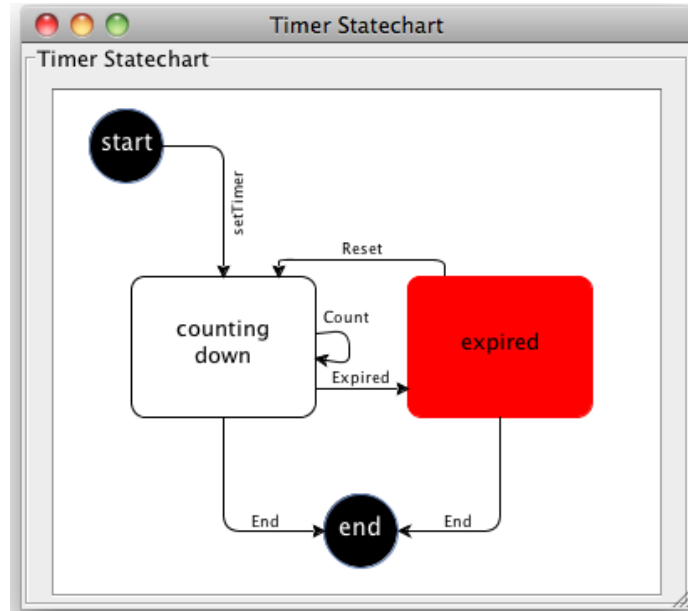 Timer Statechart
Timer Statechart
start
setTimer
Reset
counting
down
Count
expired
Expired
End
end
End